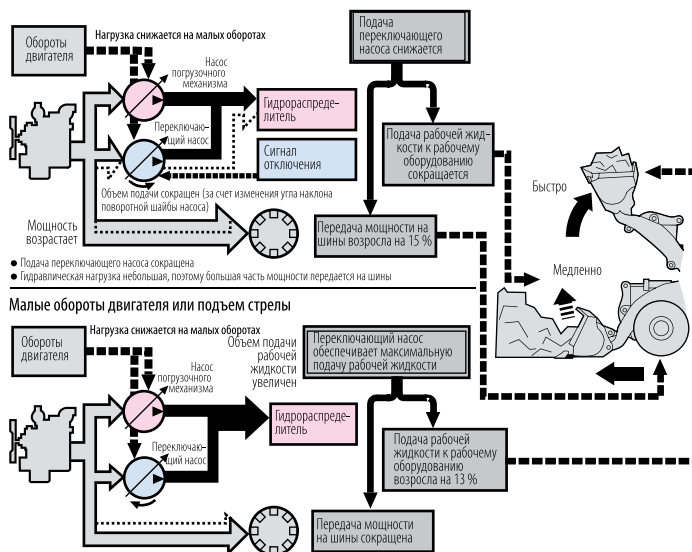 Обороты
двигателя
Нагрузка снижается на малых оборотах
Насос
погрузочного
механизма
Гидрораспреде-
литель
Переключаю-
щий насос
Сигнал
отключения
Объем подачи сокращен (за счет изменения угла наклона
поворотной шайбы насоса)
Мощность
возрастает
Подача
переключающего
насоса снижается
Подача рабочей жид-
кости к рабочему
оборудованию
сокращается
Передача мощности на
шины возросла на 15 %
Быстро
Медленно
● Подача переключающего насоса сокращена
● Гидравлическая нагрузка небольшая, поэтому большая часть мощности передается на шины
Малые обороты двигателя или подъем стрелы
Обороты
двигателя
Нагрузка снижается на малых оборотах
Насос
погрузочного
механизма
Объем подачи
рабочей
жидкости
увеличен
Гидрораспреде-
литель
Переключаю-
щий насос
Переключающий насос
обеспечивает максимальную
подачу рабочей жидкости
Подача рабочей
жидкости к рабочему
оборудованию
возросла на 13 %
Передача мощности
на шины сокращена